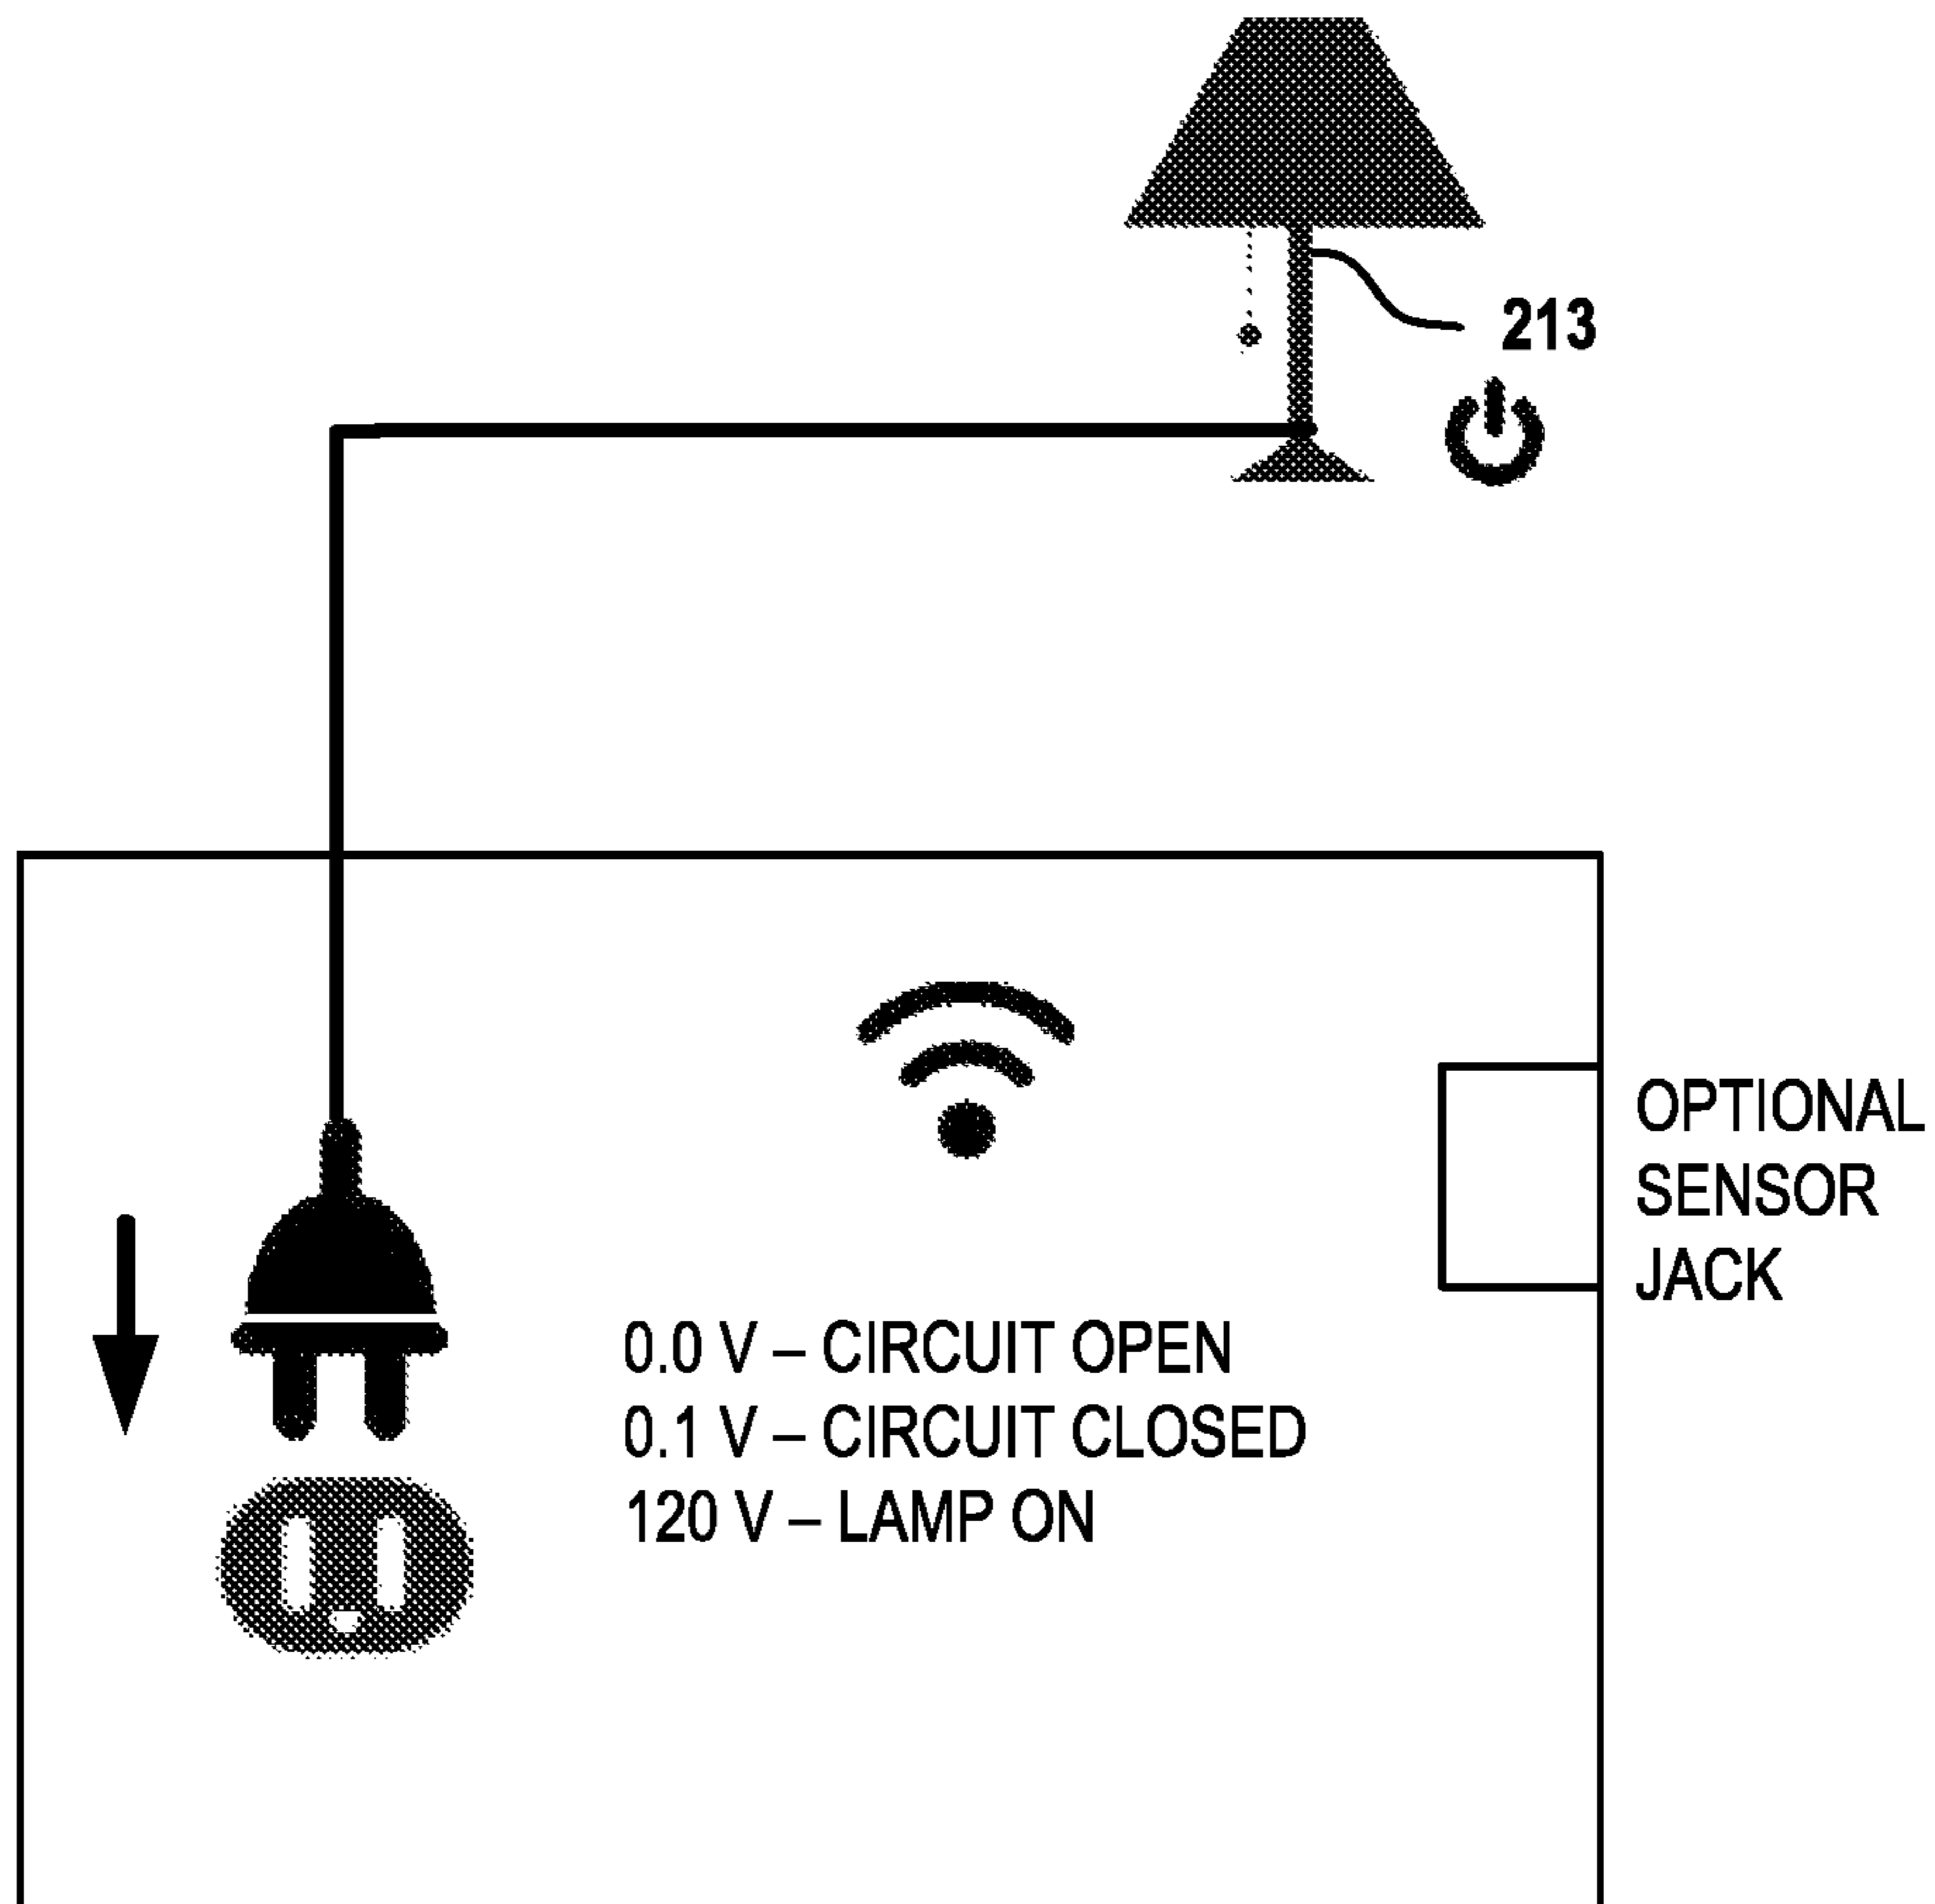 213
OPTIONAL
SENSOR
JACK
0.0 V – CIRCUIT OPEN
0.1 V – CIRCUIT CLOSED
120 V – LAMP ON